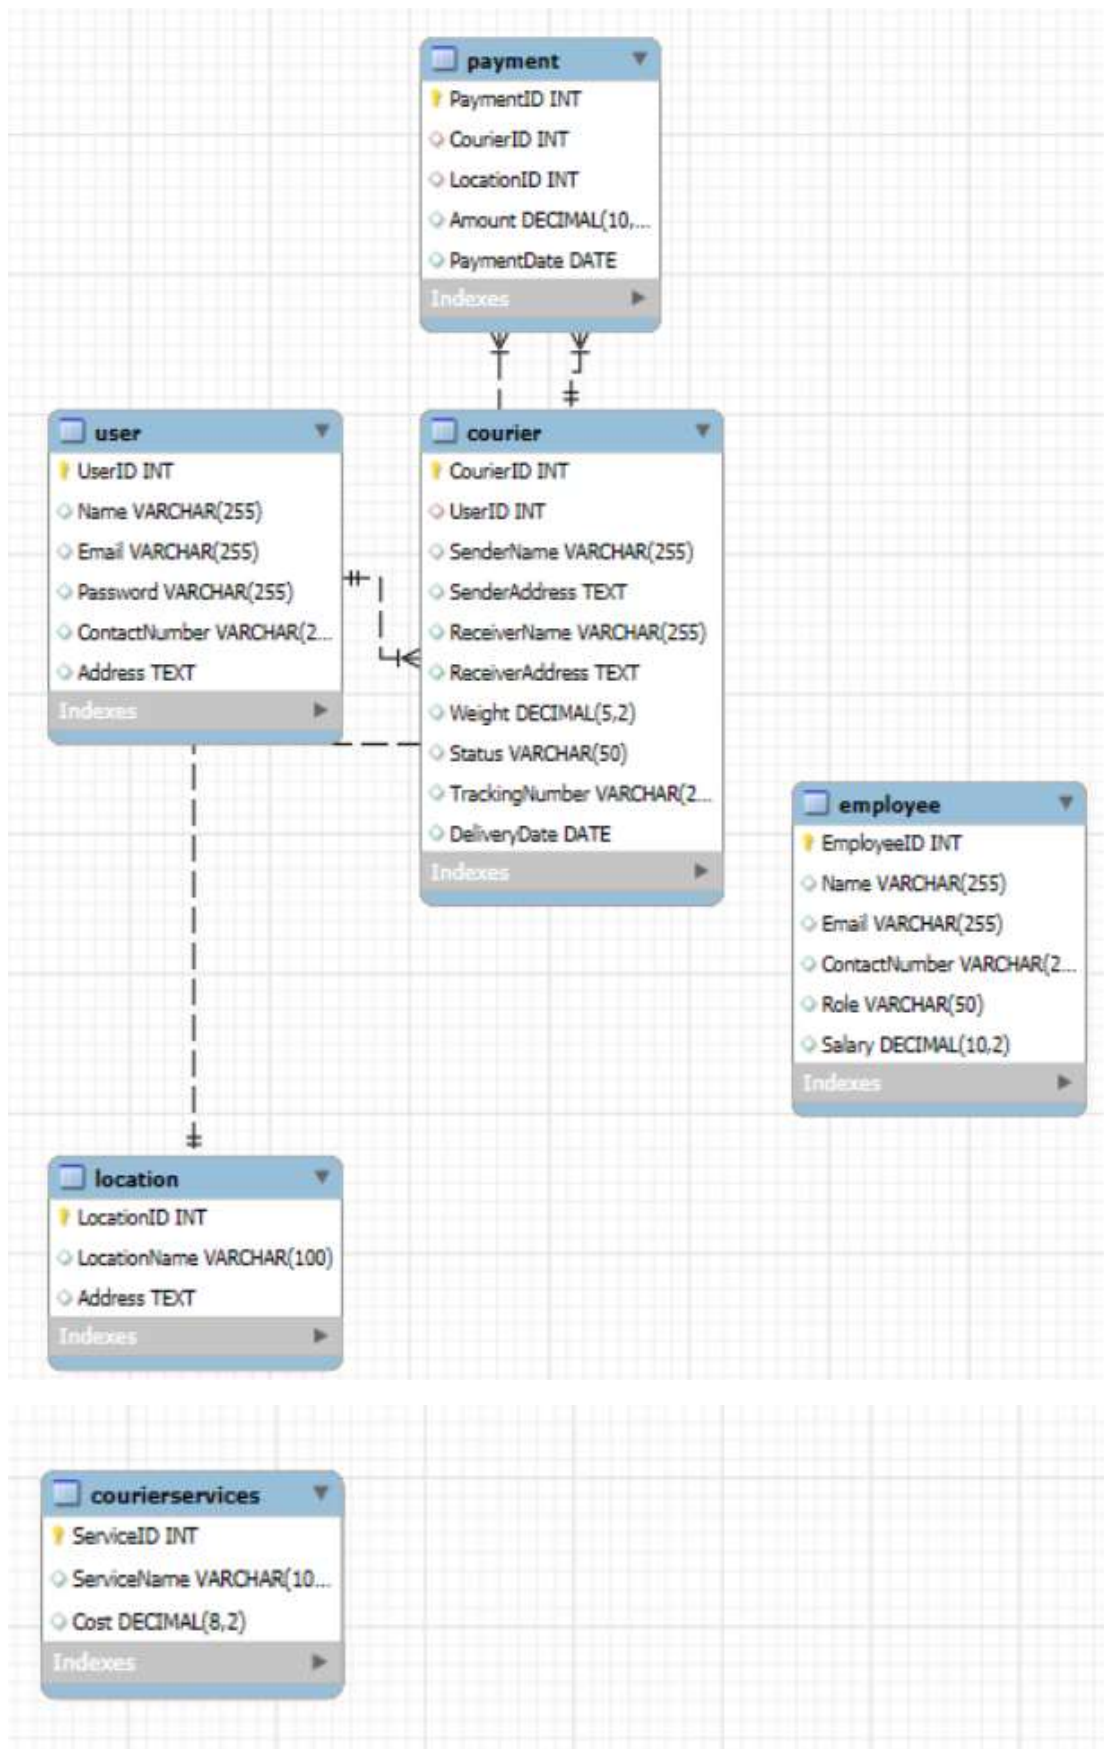 payment
PaymentID INT
CourierID INT
LocationID INT
Amount DECIMAL(10,...
PaymentDate DATE
Indexes
user
UserID INT
Name VARCHAR(255)
Email VARCHAR(255)
Password VARCHAR(255)
ContactNumber VARCHAR(2...
Address TEXT
Indexes
courier
CourierID INT
UserID INT
SenderName VARCHAR(255)
SenderAddress TEXT
ReceiverName VARCHAR(255)
ReceiverAddress TEXT
Weight DECIMAL(5,2)
Status VARCHAR(50)
TrackingNumber VARCHAR(2...
DeliveryDate DATE
Indexes
employee
EmployeeID INT
Name VARCHAR(255)
Email VARCHAR(255)
ContactNumber VARCHAR(2...
Role VARCHAR(50)
Salary DECIMAL(10,2)
Indexes
location
LocationID INT
LocationName VARCHAR(100)
Address TEXT
Indexes
courierservices
ServiceID INT
ServiceName VARCHAR(10...
Cost DECIMAL(8,2)
Indexes